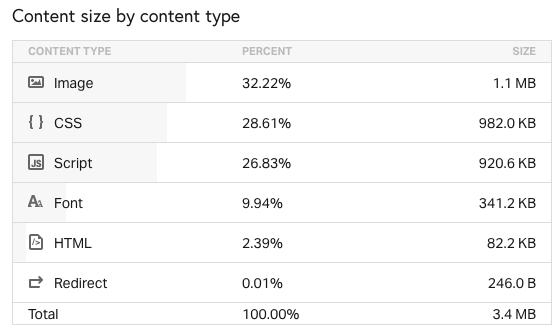 Content size by content type
CONTENT TYPE PERCENT SIZE
Image 32.22% 1.1 MB
{ } CSS 28.61% 982.0 KB
JS Script 26.83% 920.6 KB
AA Font 9.94% 341.2 KB
</> HTML 2.39% 82.2 KB
Redirect 0.01% 246.0 B
Total 100.00% 3.4 MB